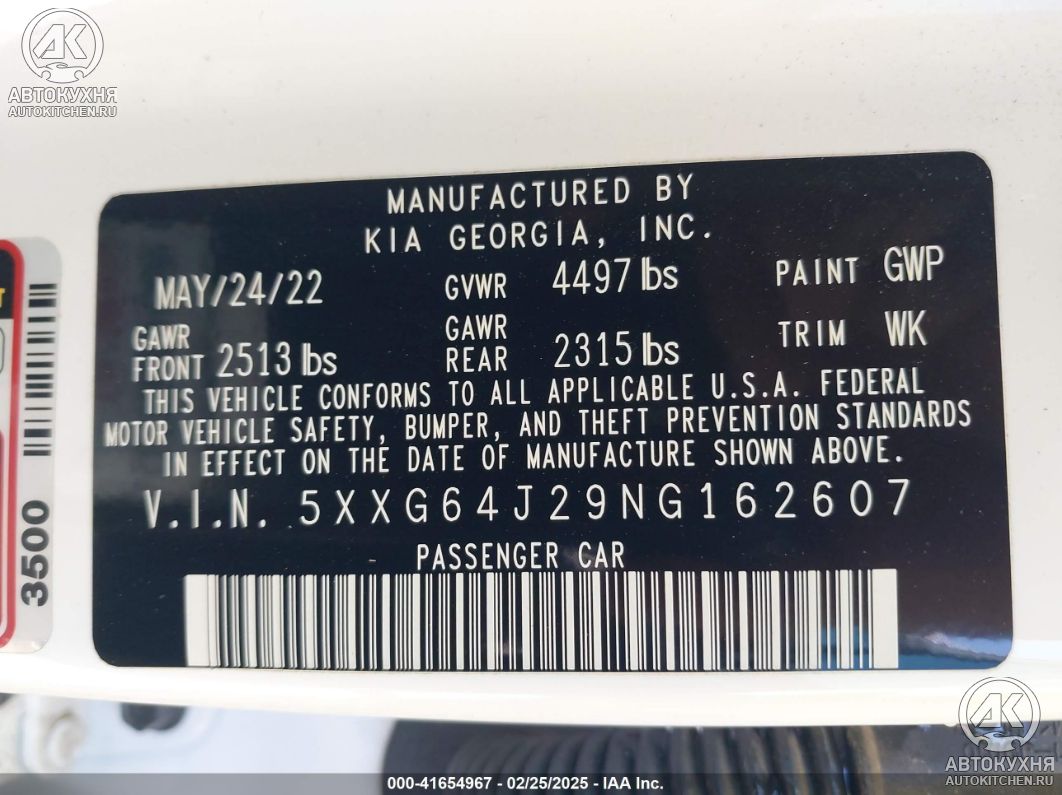 AK
АВТОКУХНЯ
AUTOKITCHEN.RU
MANUFACTURED BY
KIA GEORGIA, INC.
MAY/24/22 GVWR 4497 lbs PAINT GWP
GAWR FRONT 2513 lbs GAWR REAR 2315 lbs TRIM WK
THIS VEHICLE CONFORMS TO ALL APPLICABLE U.S.A. FEDERAL
MOTOR VEHICLE SAFETY, BUMPER, AND THEFT PREVENTION STANDARDS
IN EFFECT ON THE DATE OF MANUFACTURE SHOWN ABOVE.
V.I.N. 5XXG64J29NG162607
PASSENGER CAR
3500
AK
АВТОКУХНЯ
AUTOKITCHEN.RU
000-41654967 - 02/25/2025 - IAA Inc.